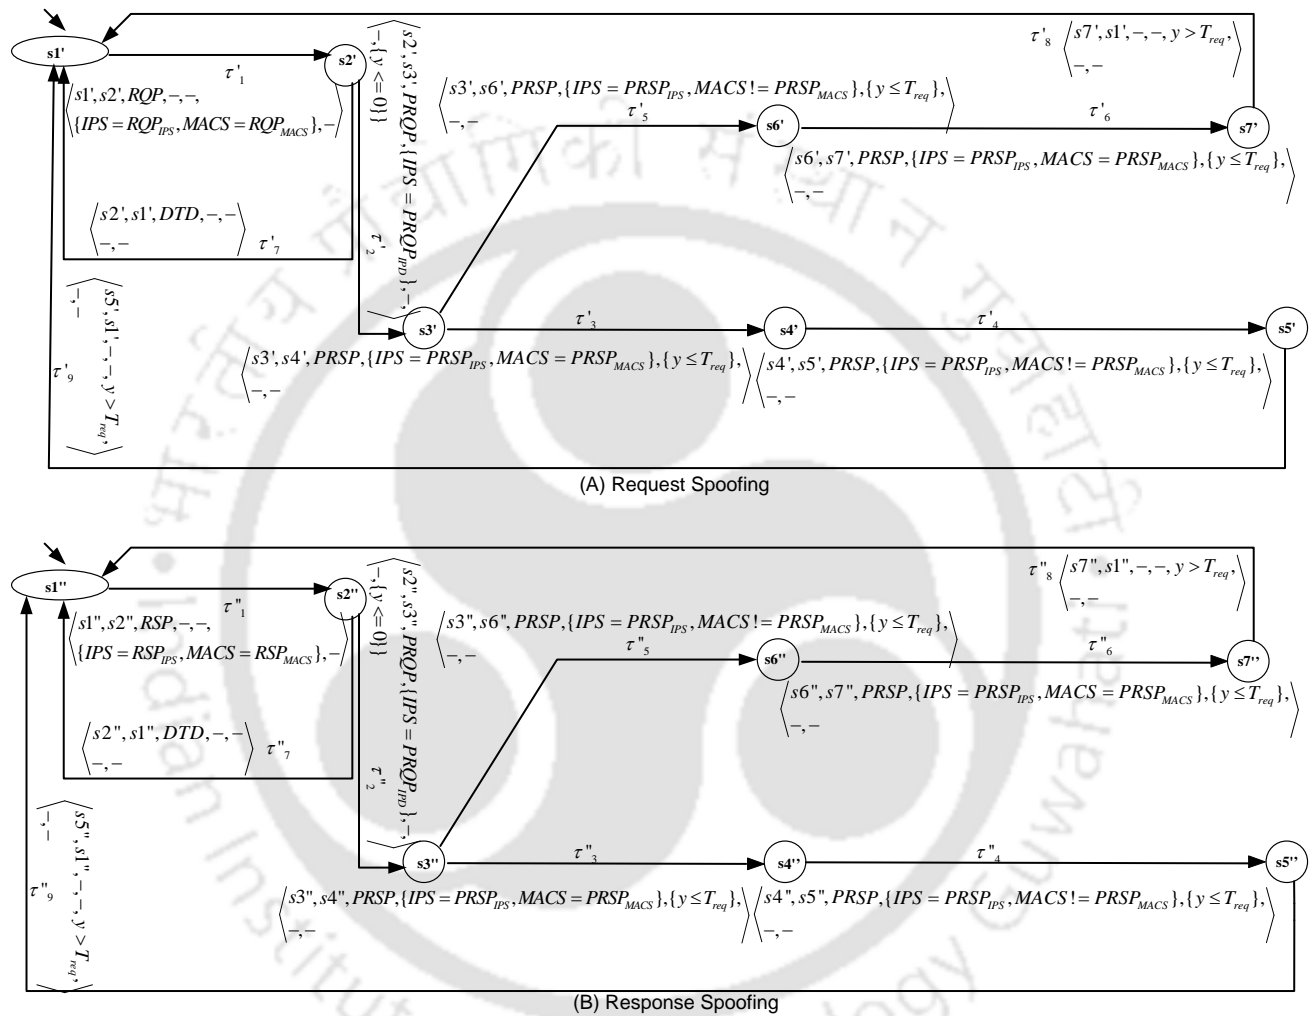 s1'
τ'₁
s2'
⟨s1', s2', RQP, −, −,
{IPS = RQP_IPS, MACS = RQP_MACS}, −⟩
⟨s2', s1', DTD, −, −
−, −⟩ τ'₇
⟨s2', s3', PRQP, {IPS = PRQP_IPD}, −,
−, {y <= 0}⟩
τ'₂
s3'
⟨s3', s6', PRSP, {IPS = PRSP_IPS, MACS != PRSP_MACS}, {y ≤ T_req},
−, −⟩
τ'₅
s6'
τ'₆
s7'
⟨s6', s7', PRSP, {IPS = PRSP_IPS, MACS = PRSP_MACS}, {y ≤ T_req},
−, −⟩
τ'₈ ⟨s7', s1', −, −, y > T_req,
−, −⟩
τ'₃
s4'
τ'₄
s5'
⟨s3', s4', PRSP, {IPS = PRSP_IPS, MACS = PRSP_MACS}, {y ≤ T_req},
−, −⟩
⟨s4', s5', PRSP, {IPS = PRSP_IPS, MACS != PRSP_MACS}, {y ≤ T_req},
−, −⟩
τ'₉
⟨s5', s1', −, −, y > T_req,
−, −⟩
(A) Request Spoofing
s1"
τ"₁
s2"
⟨s1", s2", RSP, −, −,
{IPS = RSP_IPS, MACS = RSP_MACS}, −⟩
⟨s2", s1", DTD, −, −
−, −⟩ τ"₇
⟨s2", s3", PRQP, {IPS = PRQP_IPD}, −,
−, {y <= 0}⟩
τ"₂
s3"
⟨s3", s6", PRSP, {IPS = PRSP_IPS, MACS != PRSP_MACS}, {y ≤ T_req},
−, −⟩
τ"₅
s6"
τ"₆
s7"
⟨s6", s7", PRSP, {IPS = PRSP_IPS, MACS = PRSP_MACS}, {y ≤ T_req},
−, −⟩
τ"₈ ⟨s7", s1", −, −, y > T_req,
−, −⟩
τ"₃
s4"
τ"₄
s5"
⟨s3", s4", PRSP, {IPS = PRSP_IPS, MACS = PRSP_MACS}, {y ≤ T_req},
−, −⟩
⟨s4", s5", PRSP, {IPS = PRSP_IPS, MACS != PRSP_MACS}, {y ≤ T_req},
−, −⟩
τ"₉
⟨s5", s1", −, −, y > T_req,
−, −⟩
(B) Response Spoofing
Indian
Guwahati